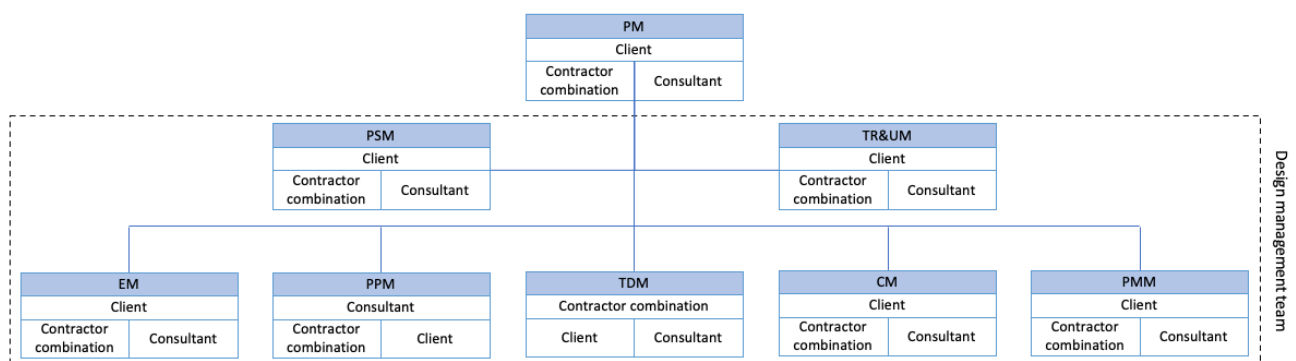 PM
Client
Contractor
combination
Consultant
PSM
Client
Contractor
combination
Consultant
TR&UM
Client
Contractor
combination
Consultant
Design management team
EM
Client
Contractor
combination
Consultant
PPM
Consultant
Contractor
combination
Client
TDM
Contractor combination
Client
Consultant
CM
Client
Contractor
combination
Consultant
PMM
Client
Contractor
combination
Consultant